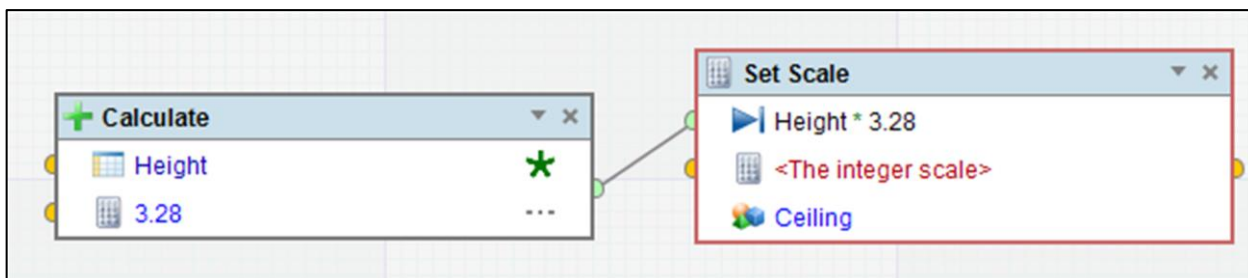 Calculate
Height *
3.28 ...
Set Scale
Height * 3.28
<The integer scale>
Ceiling